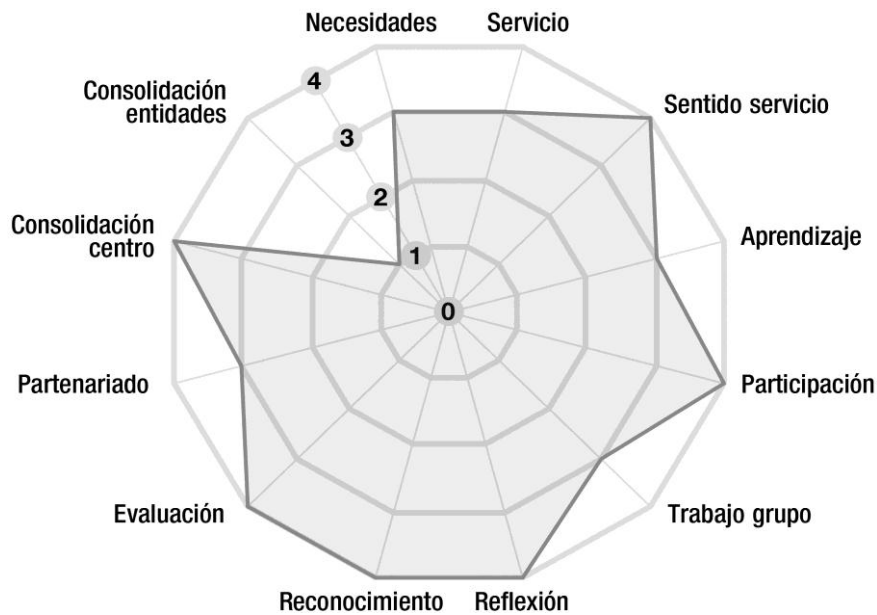 Necesidades
Servicio
4
Consolidación
entidades
Sentido servicio
3
2
Consolidación
centro
Aprendizaje
1
0
Partenariado
Participación
Evaluación
Trabajo grupo
Reconocimiento
Reflexión